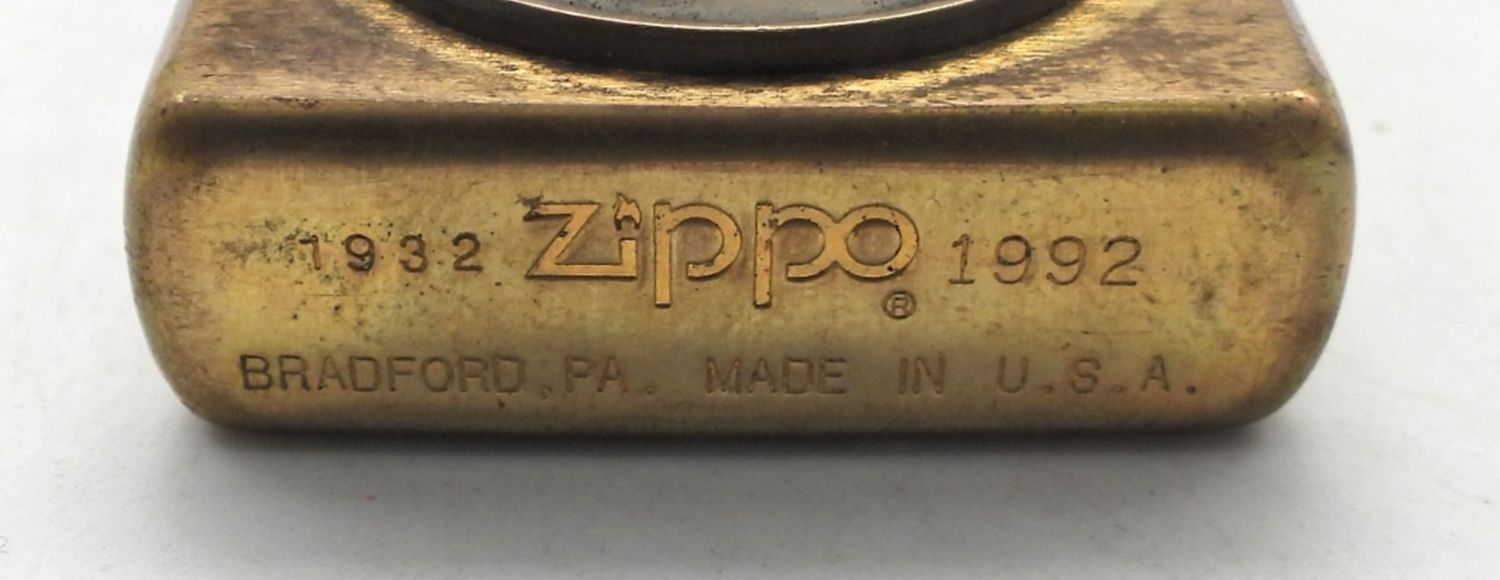 1932 Zippo ® 1992
BRADFORD, PA. MADE IN U.S.A.